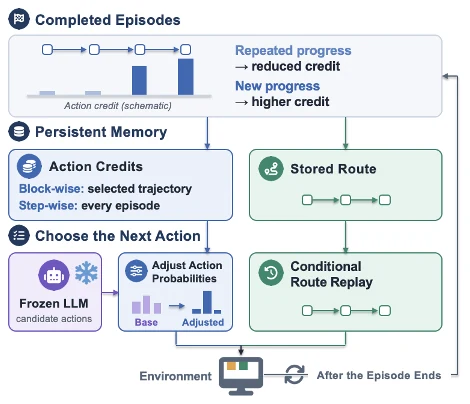 Completed Episodes
Repeated progress
→ reduced credit
New progress
→ higher credit
Action credit (schematic)
Persistent Memory
Action Credits
Block-wise: selected trajectory
Step-wise: every episode
Stored Route
Choose the Next Action
Frozen LLM
candidate actions
Adjust Action
Probabilities
Base
Adjusted
Conditional
Route Replay
Environment
After the Episode Ends